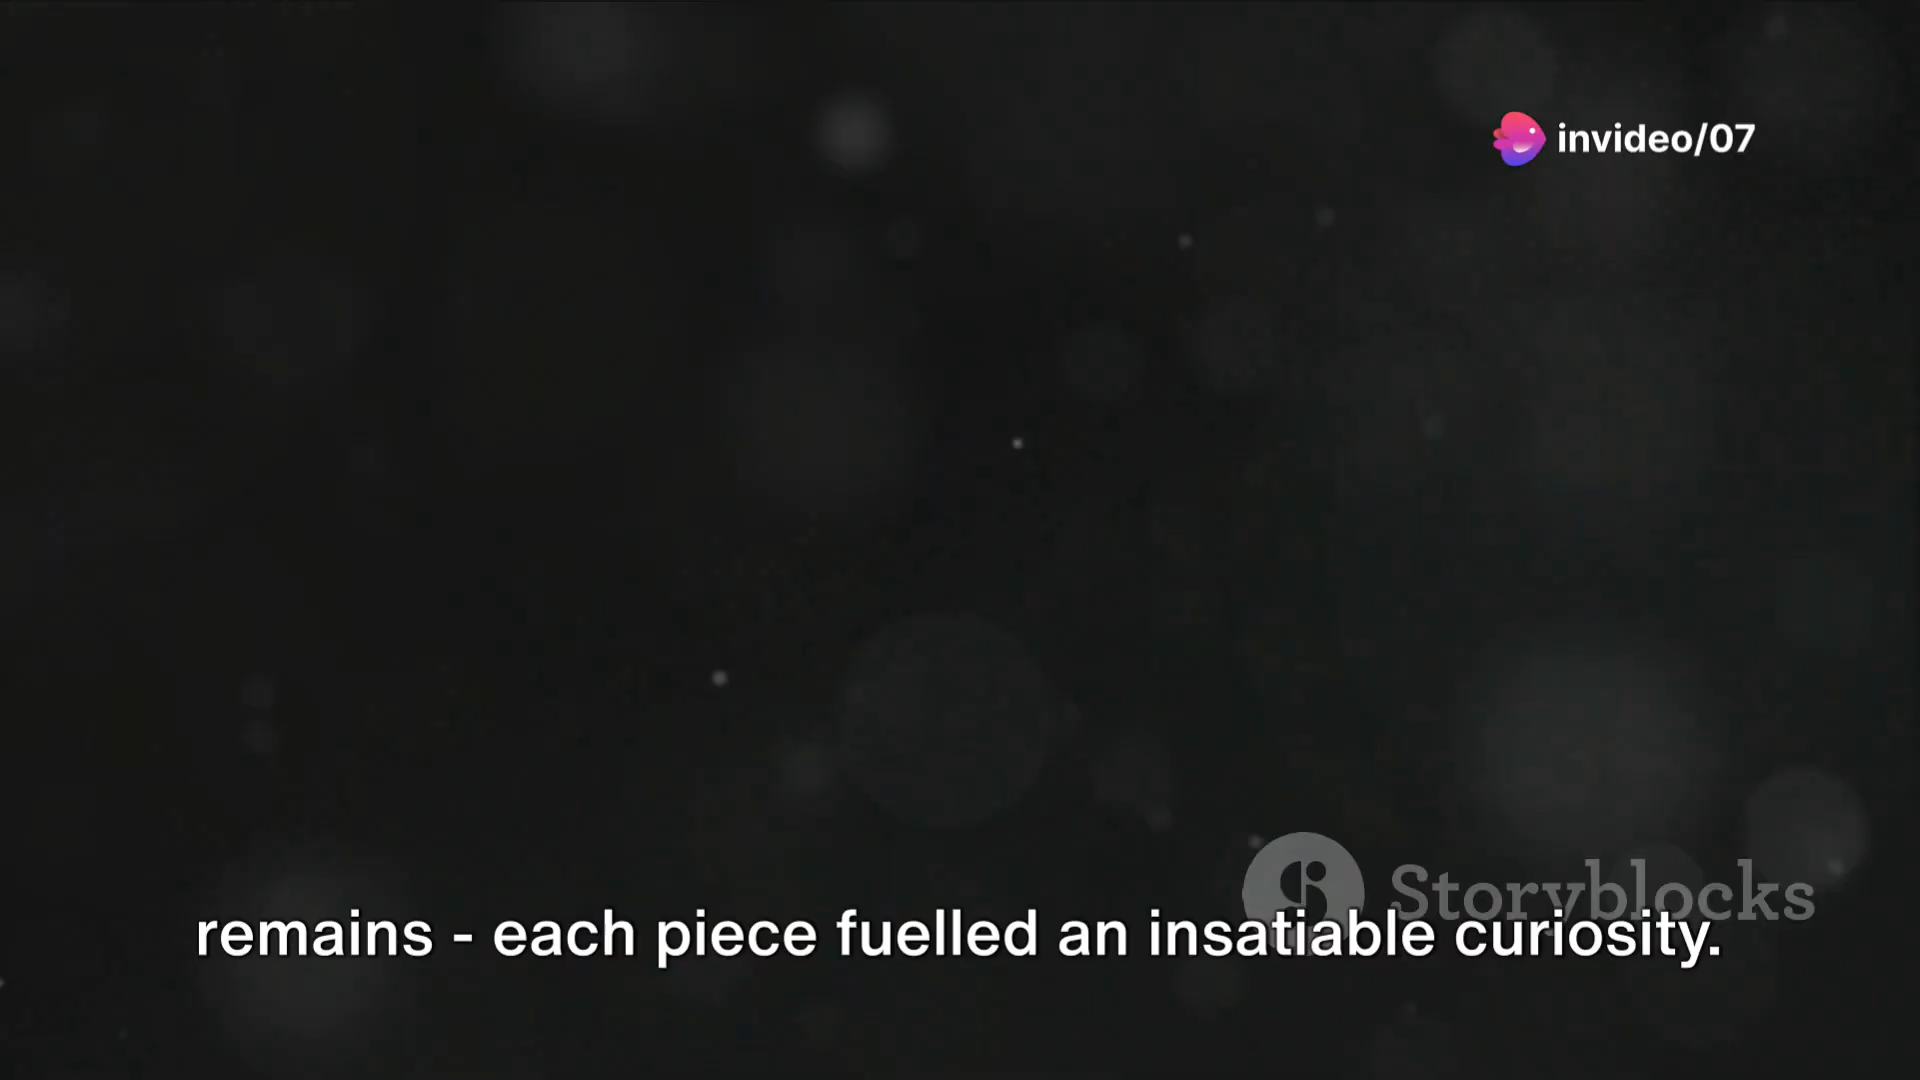 invideo/07
Storyblocks
remains - each piece fuelled an insatiable curiosity.